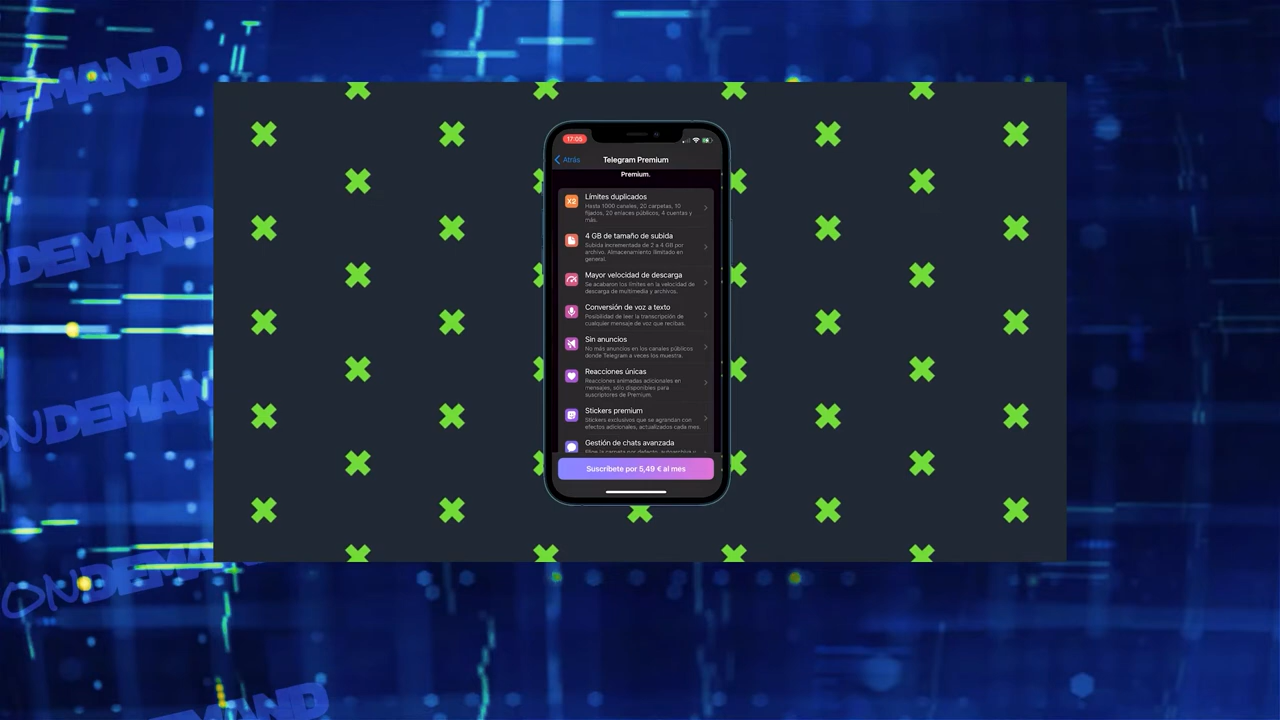 ONDEMAND
ONDEMAND
ONDEMAND
ONDEMAND
17:05
Atrás
Telegram Premium
Premium.
X2
Límites duplicados
Hasta 1000 canales, 20 carpetas, 10
fijados, 20 enlaces públicos, 4 cuentas y
más.
4 GB de tamaño de subida
Subida incrementada de 2 a 4 GB por
archivo. Almacenamiento ilimitado en
general.
Mayor velocidad de descarga
Se acabaron los límites en la velocidad de
descarga de multimedia y archivos.
Conversión de voz a texto
Posibilidad de leer la transcripción de
cualquier mensaje de voz que recibas.
Sin anuncios
No más anuncios en los canales públicos
donde Telegram a veces los muestra.
Reacciones únicas
Reacciones animadas adicionales en
mensajes, sólo disponibles para
suscriptores de Premium.
Stickers premium
Stickers exclusivos que se agrandan con
efectos adicionales, actualizados cada mes.
Gestión de chats avanzada
Suscríbete por 5,49 € al mes